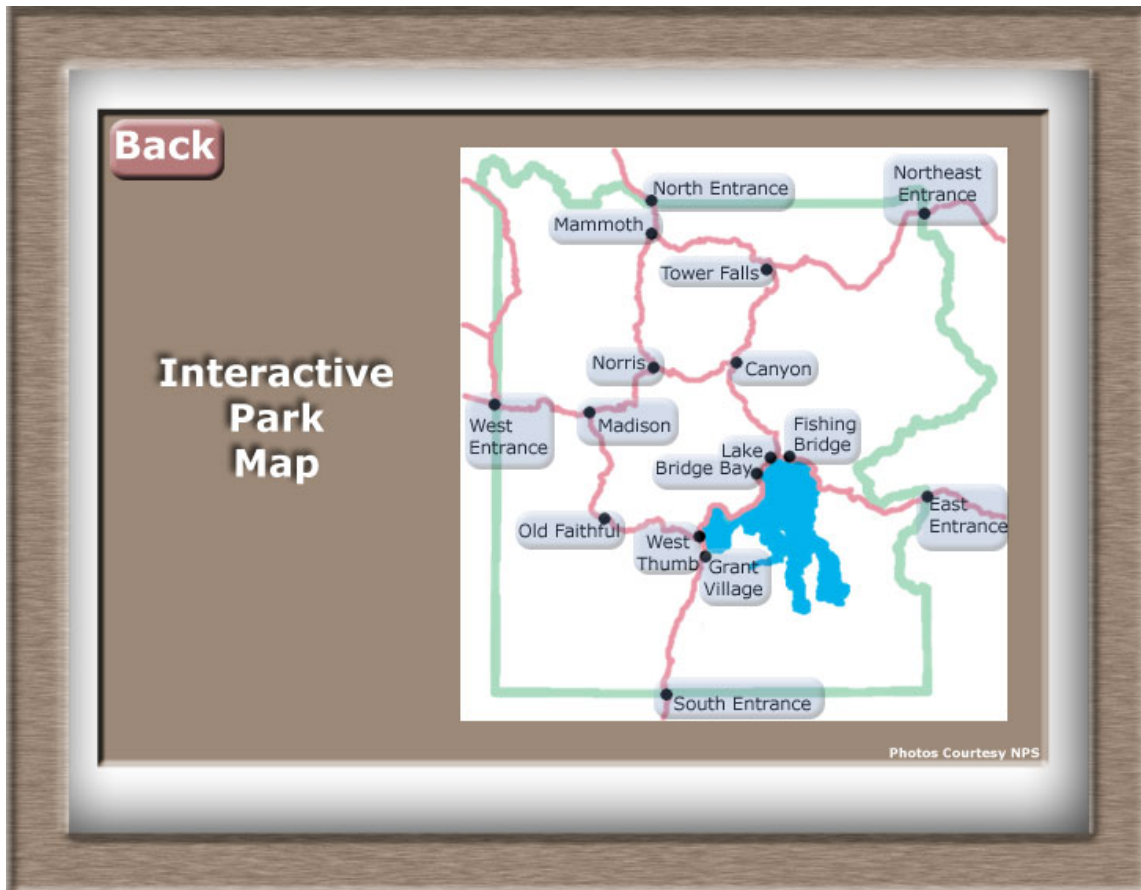 Back
Interactive
Park
Map
North Entrance
Northeast
Entrance
Mammoth
Tower Falls
Norris
Canyon
West
Entrance
Madison
Fishing
Bridge
Lake
Bridge Bay
East
Entrance
Old Faithful
West
Thumb
Grant
Village
South Entrance
Photos Courtesy NPS